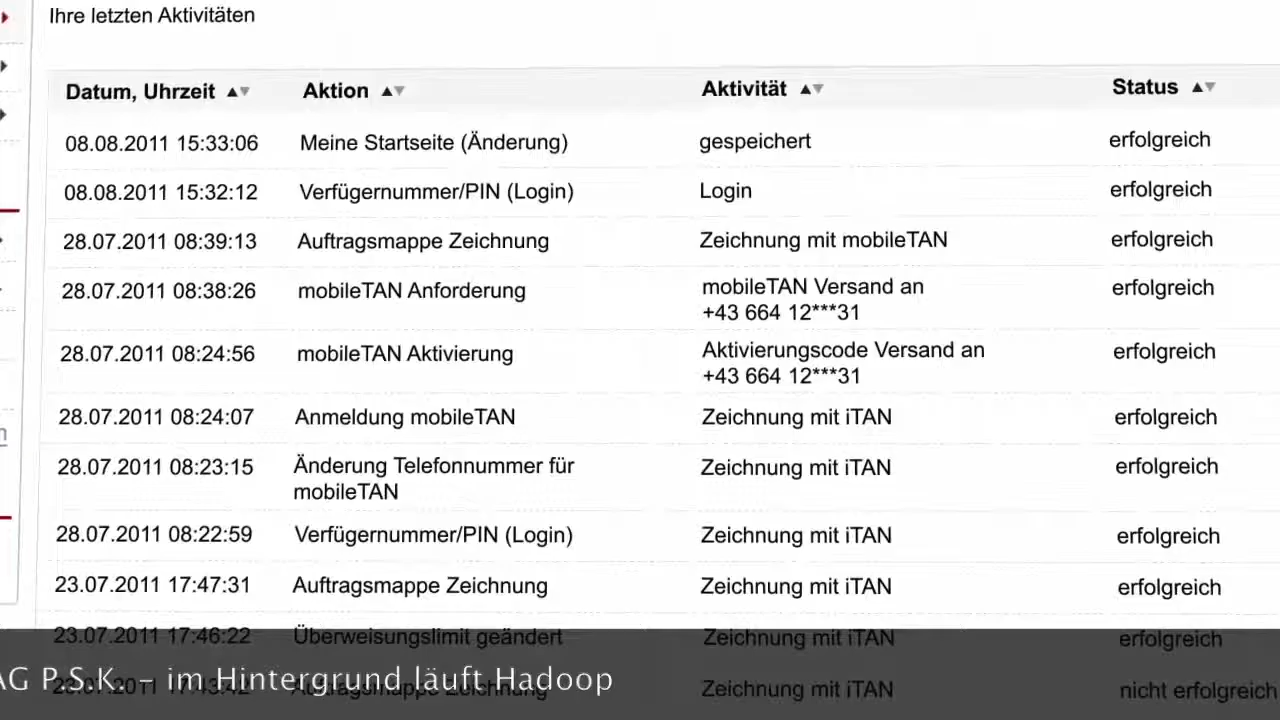 Ihre letzten Aktivitäten
Datum, Uhrzeit Aktion Aktivität Status
08.08.2011 15:33:06 Meine Startseite (Änderung) gespeichert erfolgreich
08.08.2011 15:32:12 Verfügernummer/PIN (Login) Login erfolgreich
28.07.2011 08:39:13 Auftragsmappe Zeichnung Zeichnung mit mobileTAN erfolgreich
28.07.2011 08:38:26 mobileTAN Anforderung mobileTAN Versand an erfolgreich
+43 664 12***31
28.07.2011 08:24:56 mobileTAN Aktivierung Aktivierungscode Versand an erfolgreich
+43 664 12***31
28.07.2011 08:24:07 Anmeldung mobileTAN Zeichnung mit iTAN erfolgreich
28.07.2011 08:23:15 Änderung Telefonnummer für Zeichnung mit iTAN erfolgreich
mobileTAN
28.07.2011 08:22:59 Verfügernummer/PIN (Login) Zeichnung mit iTAN erfolgreich
23.07.2011 17:47:31 Auftragsmappe Zeichnung Zeichnung mit iTAN erfolgreich
23.07.2011 17:46:22 Überweisungslimit geändert Zeichnung mit iTAN erfolgreich
AG P.S.K. – im Hintergrund läuft Hadoop
Auftragsmappe Zeichnung Zeichnung mit iTAN nicht erfolgreich